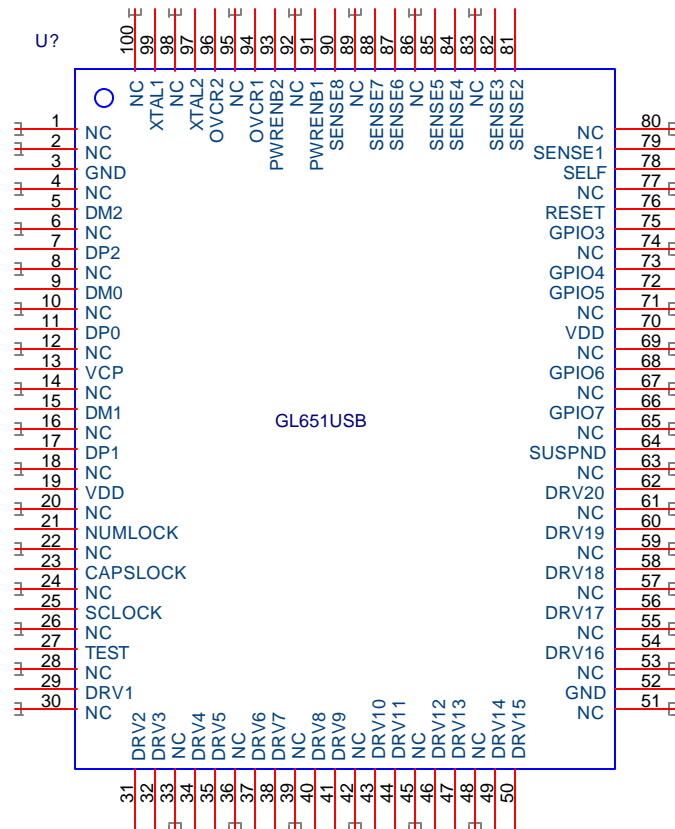 U?
100 99 98 97 96 95 94 93 92 91 90 89 88 87 86 85 84 83 82 81
NC XTAL1 NC XTAL2 OVCR2 NC OVCR1 PWRENB2 NC PWRENB1 SENSE8 NC SENSE7 SENSE6 NC SENSE5 SENSE4 NC SENSE3 SENSE2
1 NC NC 80
2 NC SENSE1 79
3 GND SELF 78
4 NC NC 77
5 DM2 RESET 76
6 NC GPIO3 75
7 DP2 NC 74
8 NC GPIO4 73
9 DM0 GPIO5 72
10 NC NC 71
11 DP0 VDD 70
12 NC NC 69
13 VCP GPIO6 68
14 NC NC 67
15 DM1 GPIO7 66
16 NC GL651USB NC 65
17 DP1 SUSPND 64
18 NC NC 63
19 VDD DRV20 62
20 NC NC 61
21 NUMLOCK DRV19 60
22 NC NC 59
23 CAPSLOCK DRV18 58
24 NC NC 57
25 SCLOCK DRV17 56
26 NC NC 55
27 TEST DRV16 54
28 NC NC 53
29 DRV1 GND 52
30 NC NC 51
DRV2 DRV3 NC DRV4 DRV5 NC DRV6 DRV7 NC DRV8 DRV9 NC DRV10 DRV11 NC DRV12 DRV13 NC DRV14 DRV15
31 32 33 34 35 36 37 38 39 40 41 42 43 44 45 46 47 48 49 50